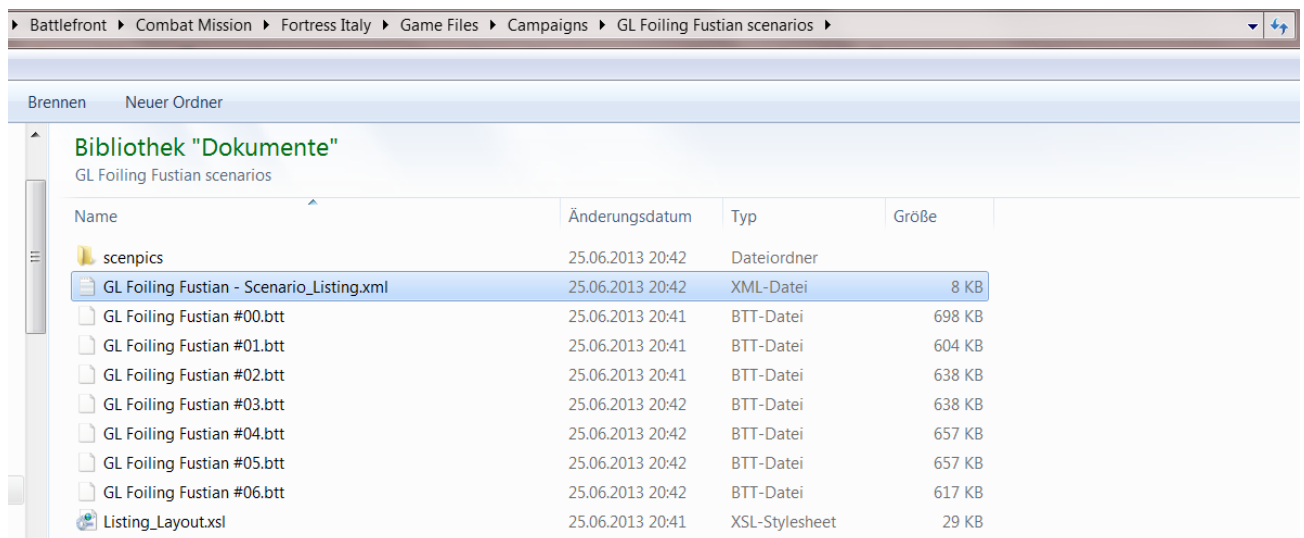 Battlefront Combat Mission Fortress Italy Game Files Campaigns GL Foiling Fustian scenarios
Brennen Neuer Ordner
Bibliothek "Dokumente"
GL Foiling Fustian scenarios
Name Änderungsdatum Typ Größe
scenpics 25.06.2013 20:42 Dateiordner
GL Foiling Fustian - Scenario_Listing.xml 25.06.2013 20:42 XML-Datei 8 KB
GL Foiling Fustian #00.btt 25.06.2013 20:41 BTT-Datei 698 KB
GL Foiling Fustian #01.btt 25.06.2013 20:41 BTT-Datei 604 KB
GL Foiling Fustian #02.btt 25.06.2013 20:41 BTT-Datei 638 KB
GL Foiling Fustian #03.btt 25.06.2013 20:42 BTT-Datei 638 KB
GL Foiling Fustian #04.btt 25.06.2013 20:42 BTT-Datei 657 KB
GL Foiling Fustian #05.btt 25.06.2013 20:42 BTT-Datei 657 KB
GL Foiling Fustian #06.btt 25.06.2013 20:42 BTT-Datei 617 KB
Listing_Layout.xsl 25.06.2013 20:41 XSL-Stylesheet 29 KB